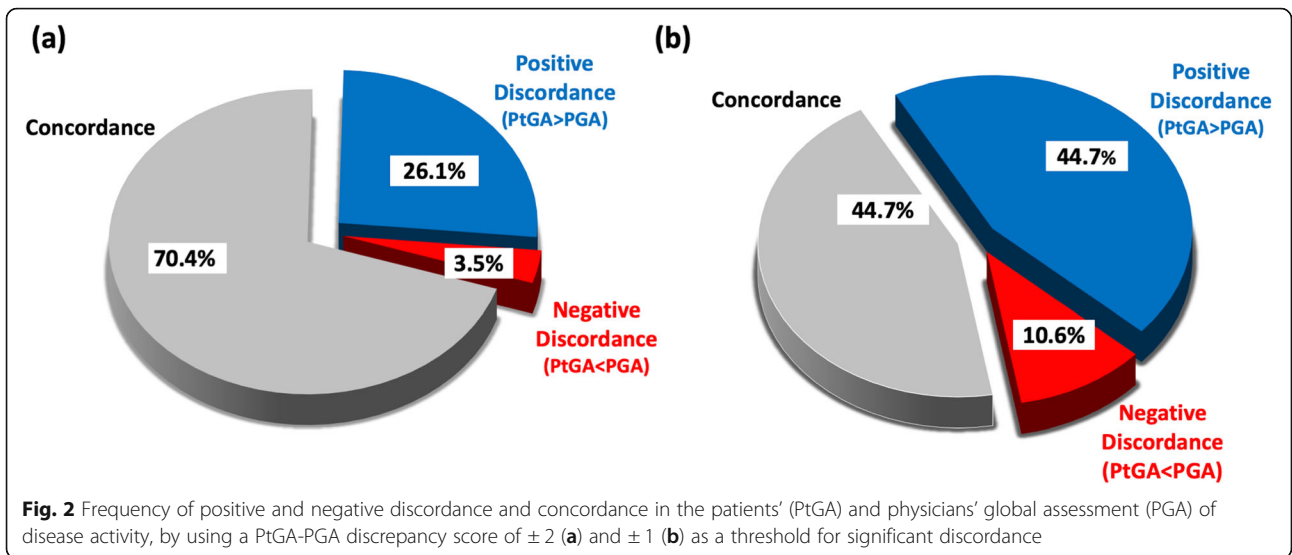 (a)
Positive
Discordance
(PtGA>PGA)
Concordance
26.1%
70.4%
3.5%
Negative
Discordance
(PtGA<PGA)
(b)
Positive
Discordance
(PtGA>PGA)
Concordance
44.7%
44.7%
10.6%
Negative
Discordance
(PtGA<PGA)
Fig. 2 Frequency of positive and negative discordance and concordance in the patients' (PtGA) and physicians' global assessment (PGA) of
disease activity, by using a PtGA-PGA discrepancy score of ± 2 (a) and ± 1 (b) as a threshold for significant discordance